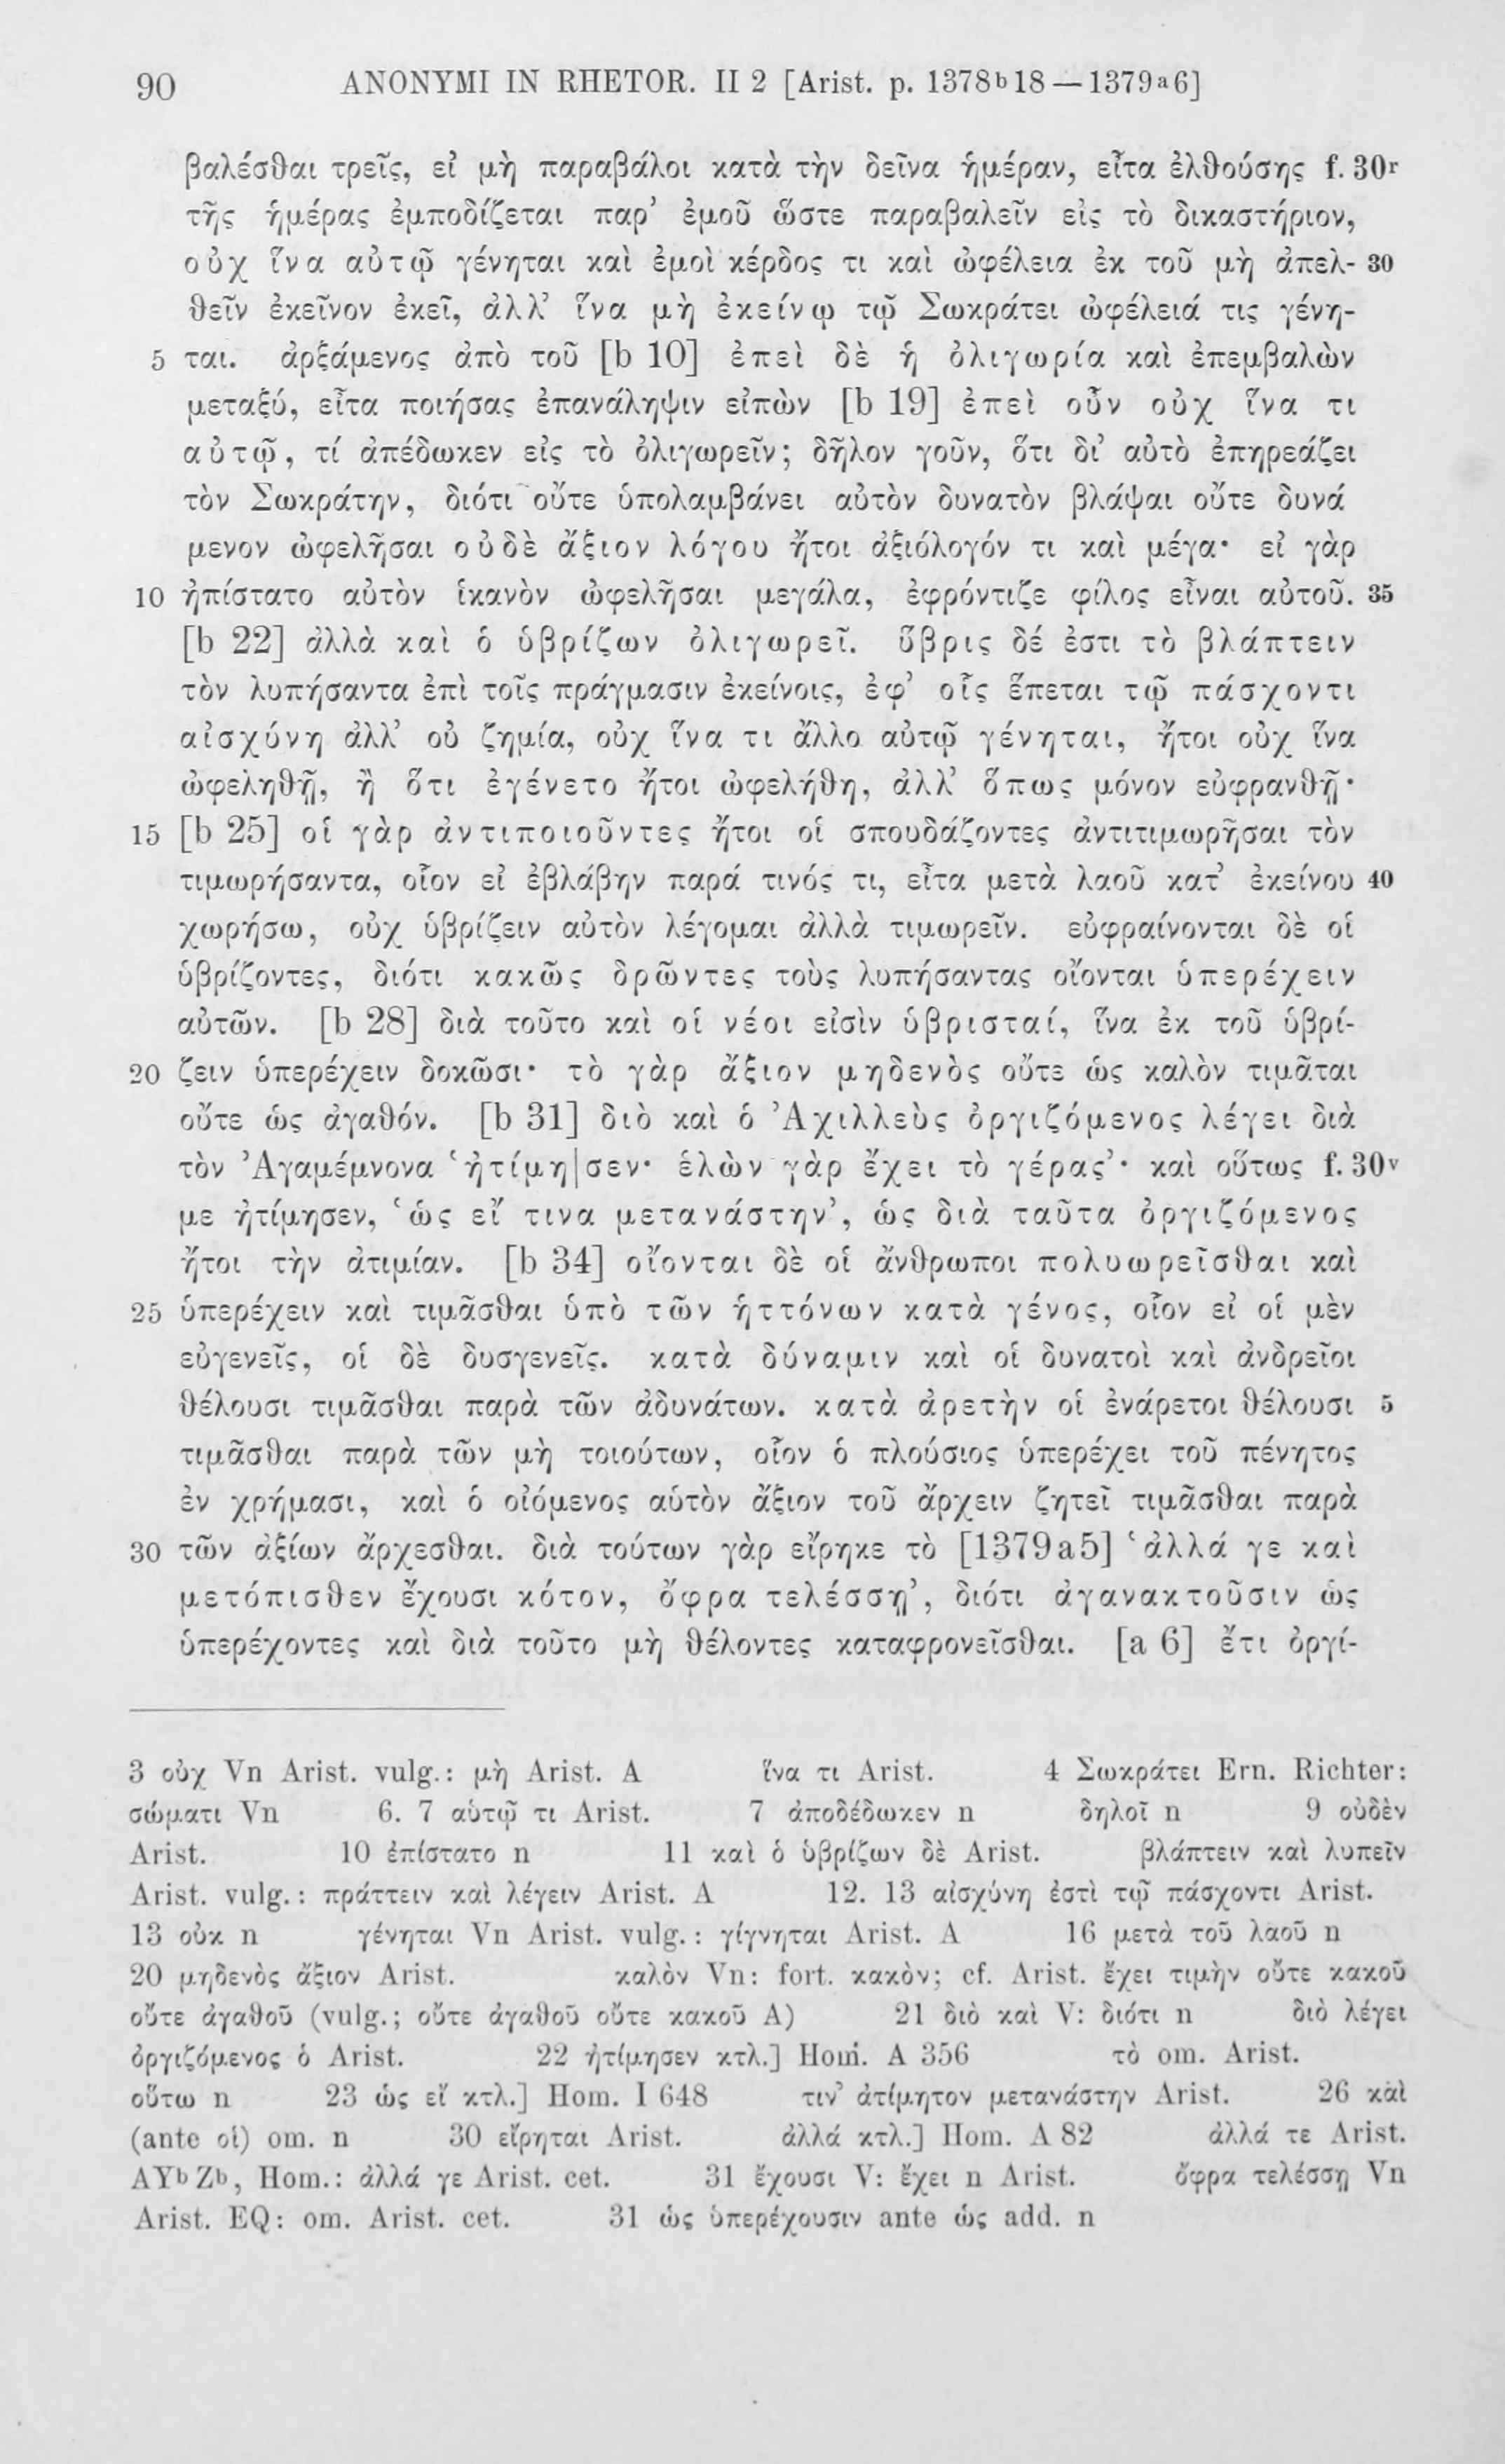 90 ANONYMI IN RHETOR. II 2 [Arist. p. 1378b18 — 1379a6]
βαλέσθαι τρεῖς, εἰ μὴ παραβάλοι κατὰ τὴν δεῖνα ἡμέραν, εἶτα ἐλθούσης f. 30r
τῆς ἡμέρας ἐμποδίζεται παρ’ ἐμοῦ ὥστε παραβαλεῖν εἰς τὸ δικαστήριον,
οὐχ ἵνα αὐτῷ γένηται καὶ ἐμοὶ κέρδος τι καὶ ὠφέλεια ἐκ τοῦ μὴ ἀπελ- 30
θεῖν ἐκεῖνον ἐκεῖ, ἀλλ’ ἵνα μὴ ἐκείνῳ τῷ Σωκράτει ὠφέλειά τις γένη-
5 ται. ἀρξάμενος ἀπὸ τοῦ [b 10] ἐπεὶ δὲ ἡ ὀλιγωρία καὶ ἐπεμβαλὼν
μεταξύ, εἶτα ποιήσας ἐπανάληψιν εἰπὼν [b 19] ἐπεὶ οὖν οὐχ ἵνα τι
αὐτῷ, τί ἀπέδωκεν εἰς τὸ ὀλιγωρεῖν; δῆλον γοῦν, ὅτι δι’ αὐτὸ ἐπηρεάζει
τὸν Σωκράτην, διότι οὔτε ὑπολαμβάνει αὐτὸν δυνατὸν βλάψαι οὔτε δυνά
μενον ὠφελῆσαι οὐδὲ ἄξιον λόγου ἤτοι ἀξιόλογόν τι καὶ μέγα· εἰ γὰρ
10 ἠπίστατο αὐτὸν ἱκανὸν ὠφελῆσαι μεγάλα, ἐφρόντιζε φίλος εἶναι αὐτοῦ. 35
[b 22] ἀλλὰ καὶ ὁ ὑβρίζων ὀλιγωρεῖ. ὕβρις δέ ἐστι τὸ βλάπτειν
τὸν λυπήσαντα ἐπὶ τοῖς πράγμασιν ἐκείνοις, ἐφ’ οἷς ἕπεται τῷ πάσχοντι
αἰσχύνη ἀλλ’ οὐ ζημία, οὐχ ἵνα τι ἄλλο αὐτῷ γένηται, ἤτοι οὐχ ἵνα
ὠφεληθῇ, ἢ ὅτι ἐγένετο ἤτοι ὠφελήθη, ἀλλ’ ὅπως μόνον εὐφρανθῇ·
15 [b 25] οἱ γὰρ ἀντιποιοῦντες ἤτοι οἱ σπουδάζοντες ἀντιτιμωρῆσαι τὸν
τιμωρήσαντα, οἷον εἰ ἐβλάβην παρά τινός τι, εἶτα μετὰ λαοῦ κατ’ ἐκείνου 40
χωρήσω, οὐχ ὑβρίζειν αὐτὸν λέγομαι ἀλλὰ τιμωρεῖν. εὐφραίνονται δὲ οἱ
ὑβρίζοντες, διότι κακῶς δρῶντες τοὺς λυπήσαντας οἴονται ὑπερέχειν
αὐτῶν. [b 28] διὰ τοῦτο καὶ οἱ νέοι εἰσὶν ὑβρισταί, ἵνα ἐκ τοῦ ὑβρί-
20 ζειν ὑπερέχειν δοκῶσι· τὸ γὰρ ἄξιον μηδενὸς οὔτε ὡς καλὸν τιμᾶται
οὔτε ὡς ἀγαθόν. [b 31] διὸ καὶ ὁ Ἀχιλλεὺς ὀργιζόμενος λέγει διὰ
τὸν Ἀγαμέμνονα ‘ἠτίμη|σεν· ἑλὼν γὰρ ἔχει τὸ γέρας’· καὶ οὕτως f. 30v
με ἠτίμησεν, ‘ὡς εἴ τινα μετανάστην’, ὡς διὰ ταῦτα ὀργιζόμενος
ἤτοι τὴν ἀτιμίαν. [b 34] οἴονται δὲ οἱ ἄνθρωποι πολυωρεῖσθαι καὶ
25 ὑπερέχειν καὶ τιμᾶσθαι ὑπὸ τῶν ἡττόνων κατὰ γένος, οἷον εἰ οἱ μὲν
εὐγενεῖς, οἱ δὲ δυσγενεῖς. κατὰ δύναμιν καὶ οἱ δυνατοὶ καὶ ἀνδρεῖοι
θέλουσι τιμᾶσθαι παρὰ τῶν ἀδυνάτων. κατὰ ἀρετὴν οἱ ἐνάρετοι θέλουσι 5
τιμᾶσθαι παρὰ τῶν μὴ τοιούτων, οἷον ὁ πλούσιος ὑπερέχει τοῦ πένητος
ἐν χρήμασι, καὶ ὁ οἰόμενος αὑτὸν ἄξιον τοῦ ἄρχειν ζητεῖ τιμᾶσθαι παρὰ
30 τῶν ἀξίων ἄρχεσθαι. διὰ τούτων γὰρ εἴρηκε τὸ [1379a5] ‘ἀλλά γε καὶ
μετόπισθεν ἔχουσι κότον, ὄφρα τελέσσῃ’, διότι ἀγανακτοῦσιν ὡς
ὑπερέχοντες καὶ διὰ τοῦτο μὴ θέλοντες καταφρονεῖσθαι. [a 6] ἔτι ὀργί-
3 οὐχ Vn Arist. vulg.: μὴ Arist. A ἵνα τι Arist. 4 Σωκράτει Ern. Richter:
σώματι Vn 6. 7 αὑτῷ τι Arist. 7 ἀποδέδωκεν n δηλοῖ n 9 οὐδὲν
Arist. 10 ἐπίστατο n 11 καὶ ὁ ὑβρίζων δὲ Arist. βλάπτειν καὶ λυπεῖν
Arist. vulg.: πράττειν καὶ λέγειν Arist. A 12. 13 αἰσχύνη ἐστὶ τῷ πάσχοντι Arist.
13 οὐκ n γένηται Vn Arist. vulg.: γίγνηται Arist. A 16 μετὰ τοῦ λαοῦ n
20 μηδενὸς ἄξιον Arist. καλὸν Vn: fort. κακὸν; cf. Arist. ἔχει τιμὴν οὔτε κακοῦ
οὔτε ἀγαθοῦ (vulg.; οὔτε ἀγαθοῦ οὔτε κακοῦ A) 21 διὸ καὶ V: διότι n διὸ λέγει
ὀργιζόμενος ὁ Arist. 22 ἠτίμησεν κτλ.] Hom. A 356 τὸ om. Arist.
οὕτω n 23 ὡς εἴ κτλ.] Hom. I 648 τιν’ ἀτίμητον μετανάστην Arist. 26 καὶ
(ante οἱ) om. n 30 εἴρηται Arist. ἀλλά κτλ.] Hom. A 82 ἀλλά τε Arist.
AYb Zb, Hom.: ἀλλά γε Arist. cet. 31 ἔχουσι V: ἔχει n Arist. ὄφρα τελέσσῃ Vn
Arist. EQ: om. Arist. cet. 31 ὡς ὑπερέχουσιν ante ὡς add. n